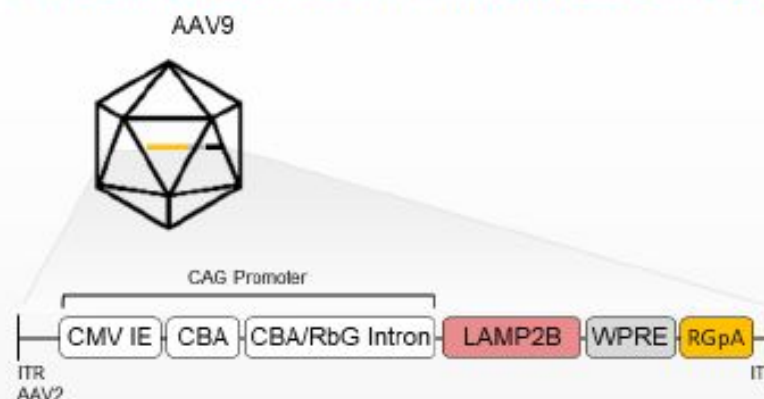 AAV9
CAG Promoter
CMV IE CBA CBA/RbG Intron LAMP2B WPRE RGpA
ITR
AAV2